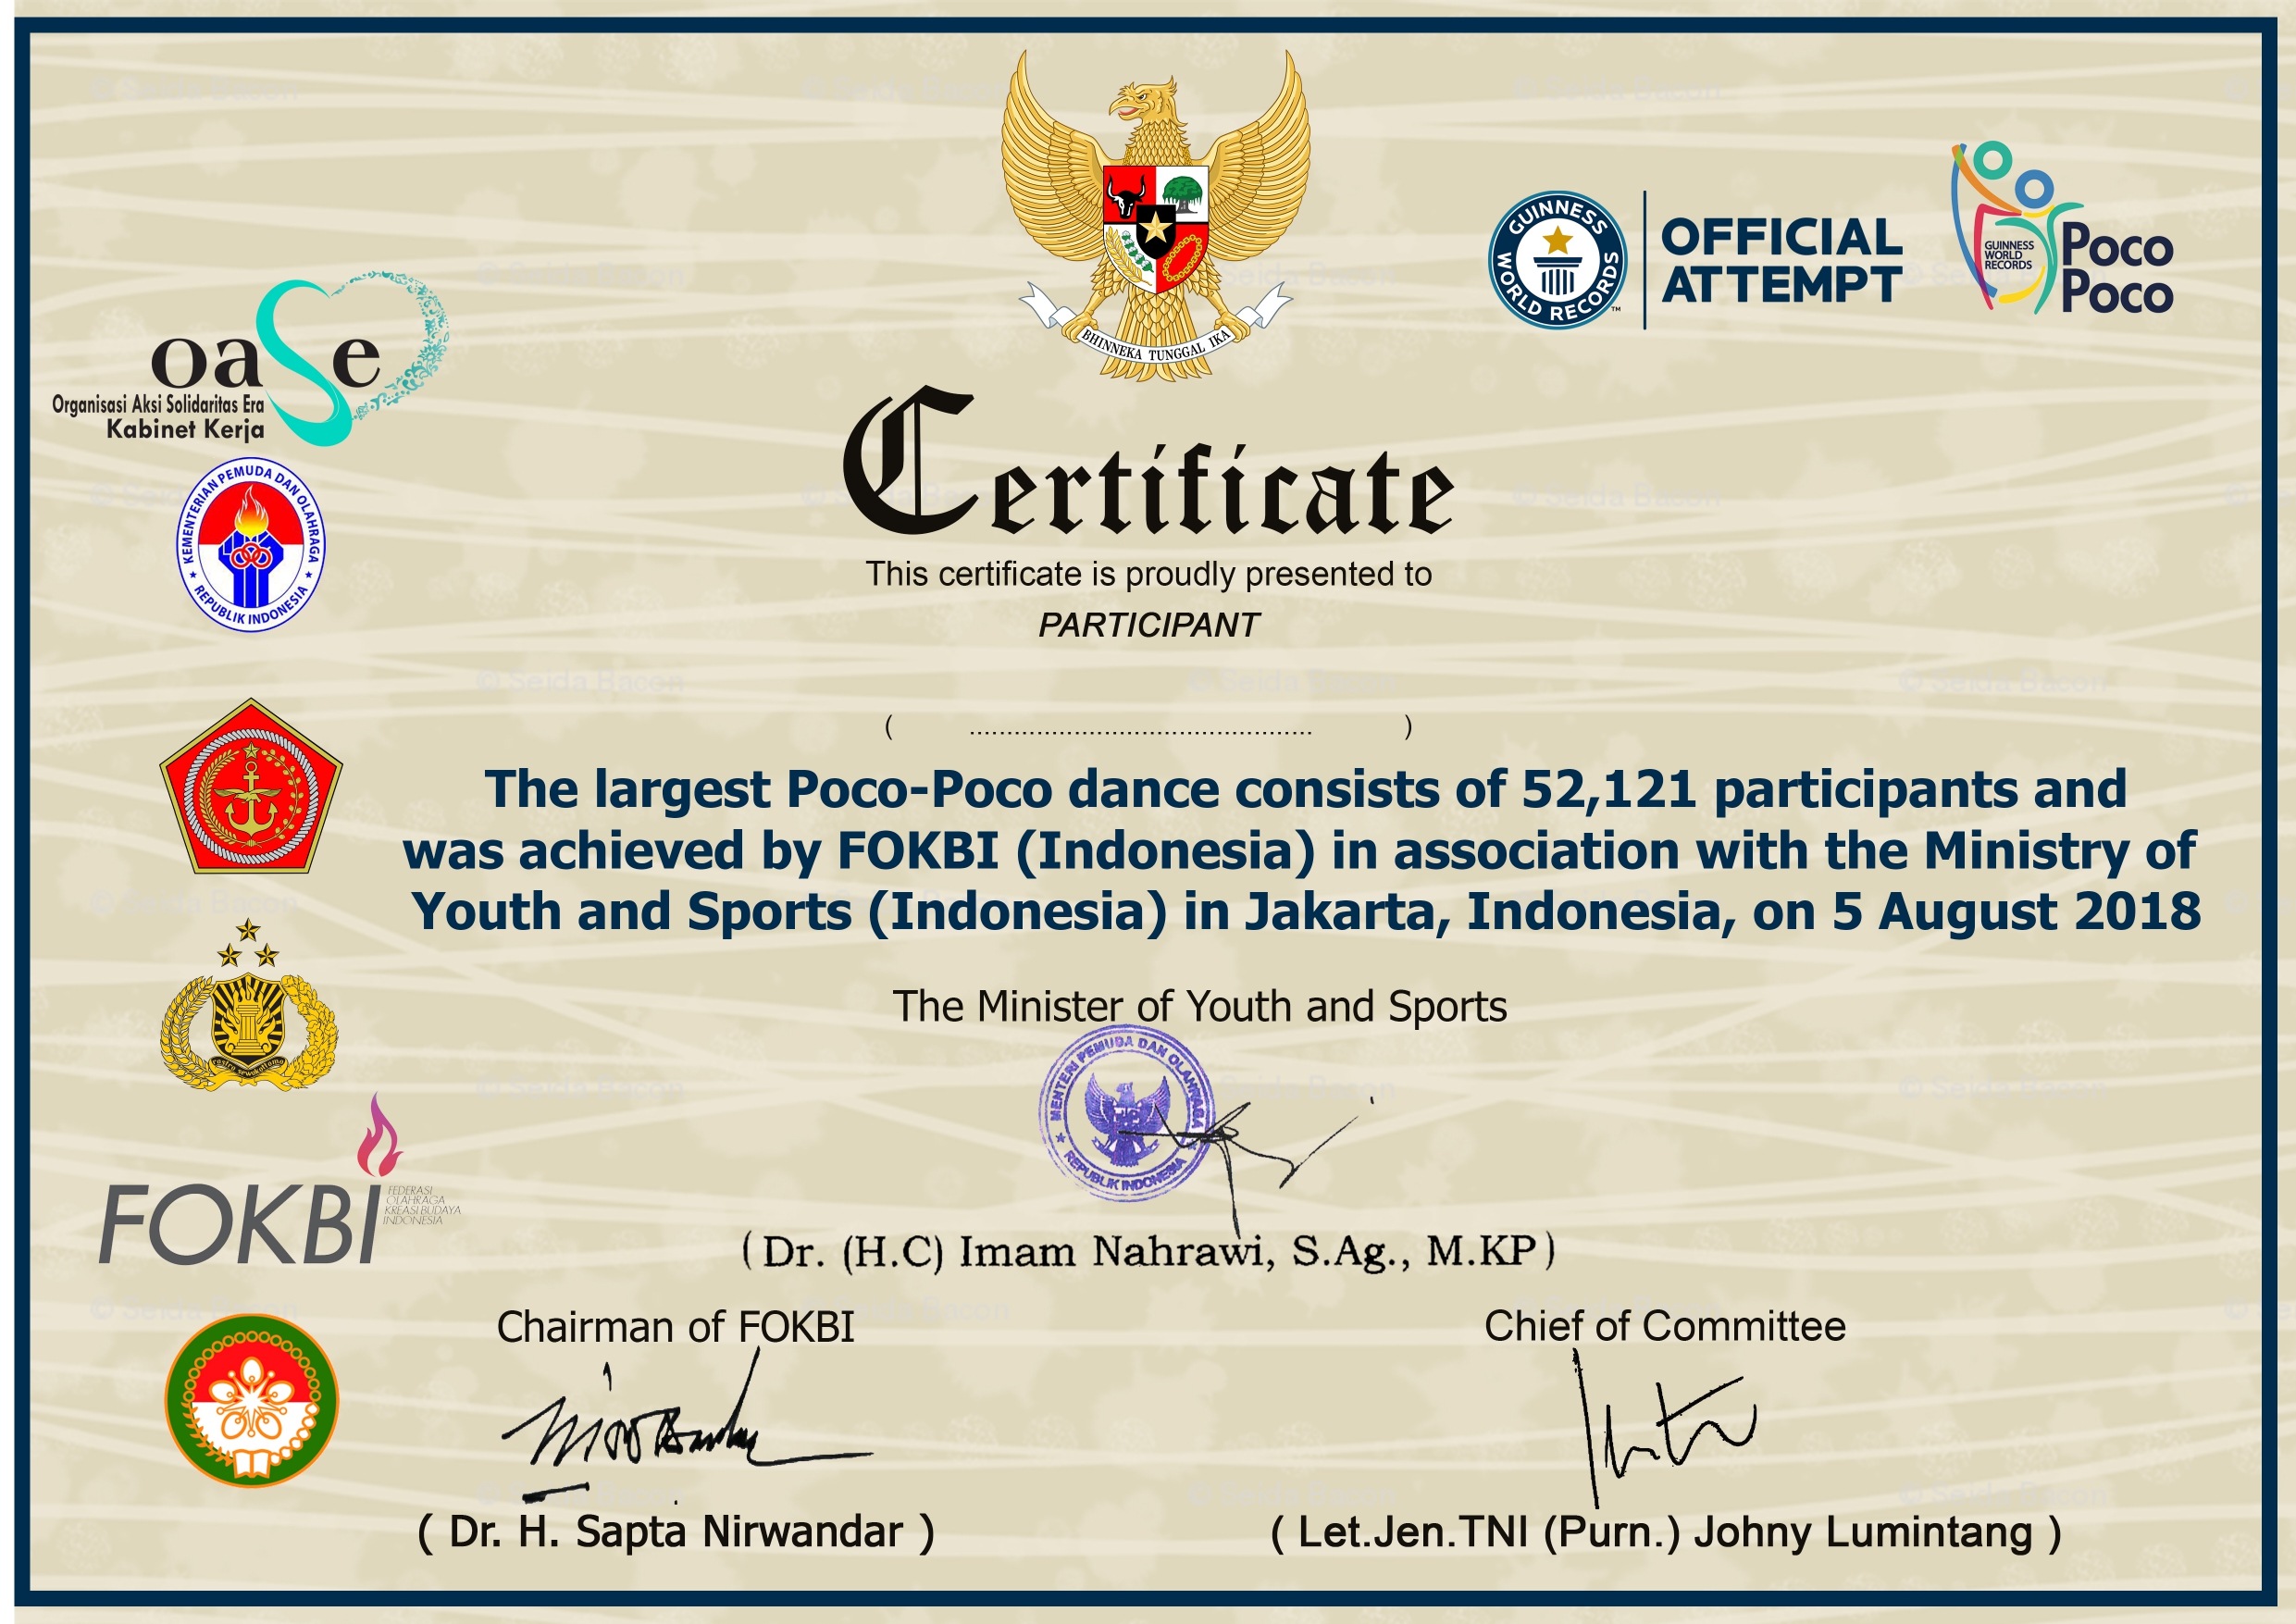 BHINNEKA TUNGGAL IKA
GUINNESS WORLD RECORDS™
OFFICIAL
ATTEMPT
GUINNESS
WORLD
RECORDS
Poco
Poco
oase
Organisasi Aksi Solidaritas Era
Kabinet Kerja
KEMENTERIAN PEMUDA DAN OLAHRAGA
REPUBLIK INDONESIA
Certificate
This certificate is proudly presented to
PARTICIPANT
( .............................................. )
The largest Poco-Poco dance consists of 52,121 participants and
was achieved by FOKBI (Indonesia) in association with the Ministry of
Youth and Sports (Indonesia) in Jakarta, Indonesia, on 5 August 2018
The Minister of Youth and Sports
MENTERI PEMUDA DAN OLAHRAGA
REPUBLIK INDONESIA
( Dr. (H.C) Imam Nahrawi, S.Ag., M.KP )
FOKBI
FEDERASI
OLAHRAGA
KREASI BUDAYA
INDONESIA
Chairman of FOKBI
Chief of Committee
( Dr. H. Sapta Nirwandar )
( Let.Jen.TNI (Purn.) Johny Lumintang )
© Seida Bacon